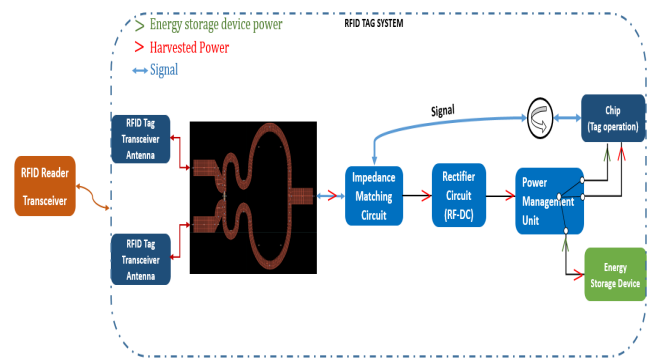 RFID TAG SYSTEM
Energy storage device power
Harvested Power
Signal
RFID Reader
Transceiver
RFID Tag
Transceiver
Antenna
RFID Tag
Transceiver
Antenna
Impedance
Matching
Circuit
Rectifier
Circuit
(RF-DC)
Power
Management
Unit
Signal
Chip
(Tag operation)
Energy
Storage Device